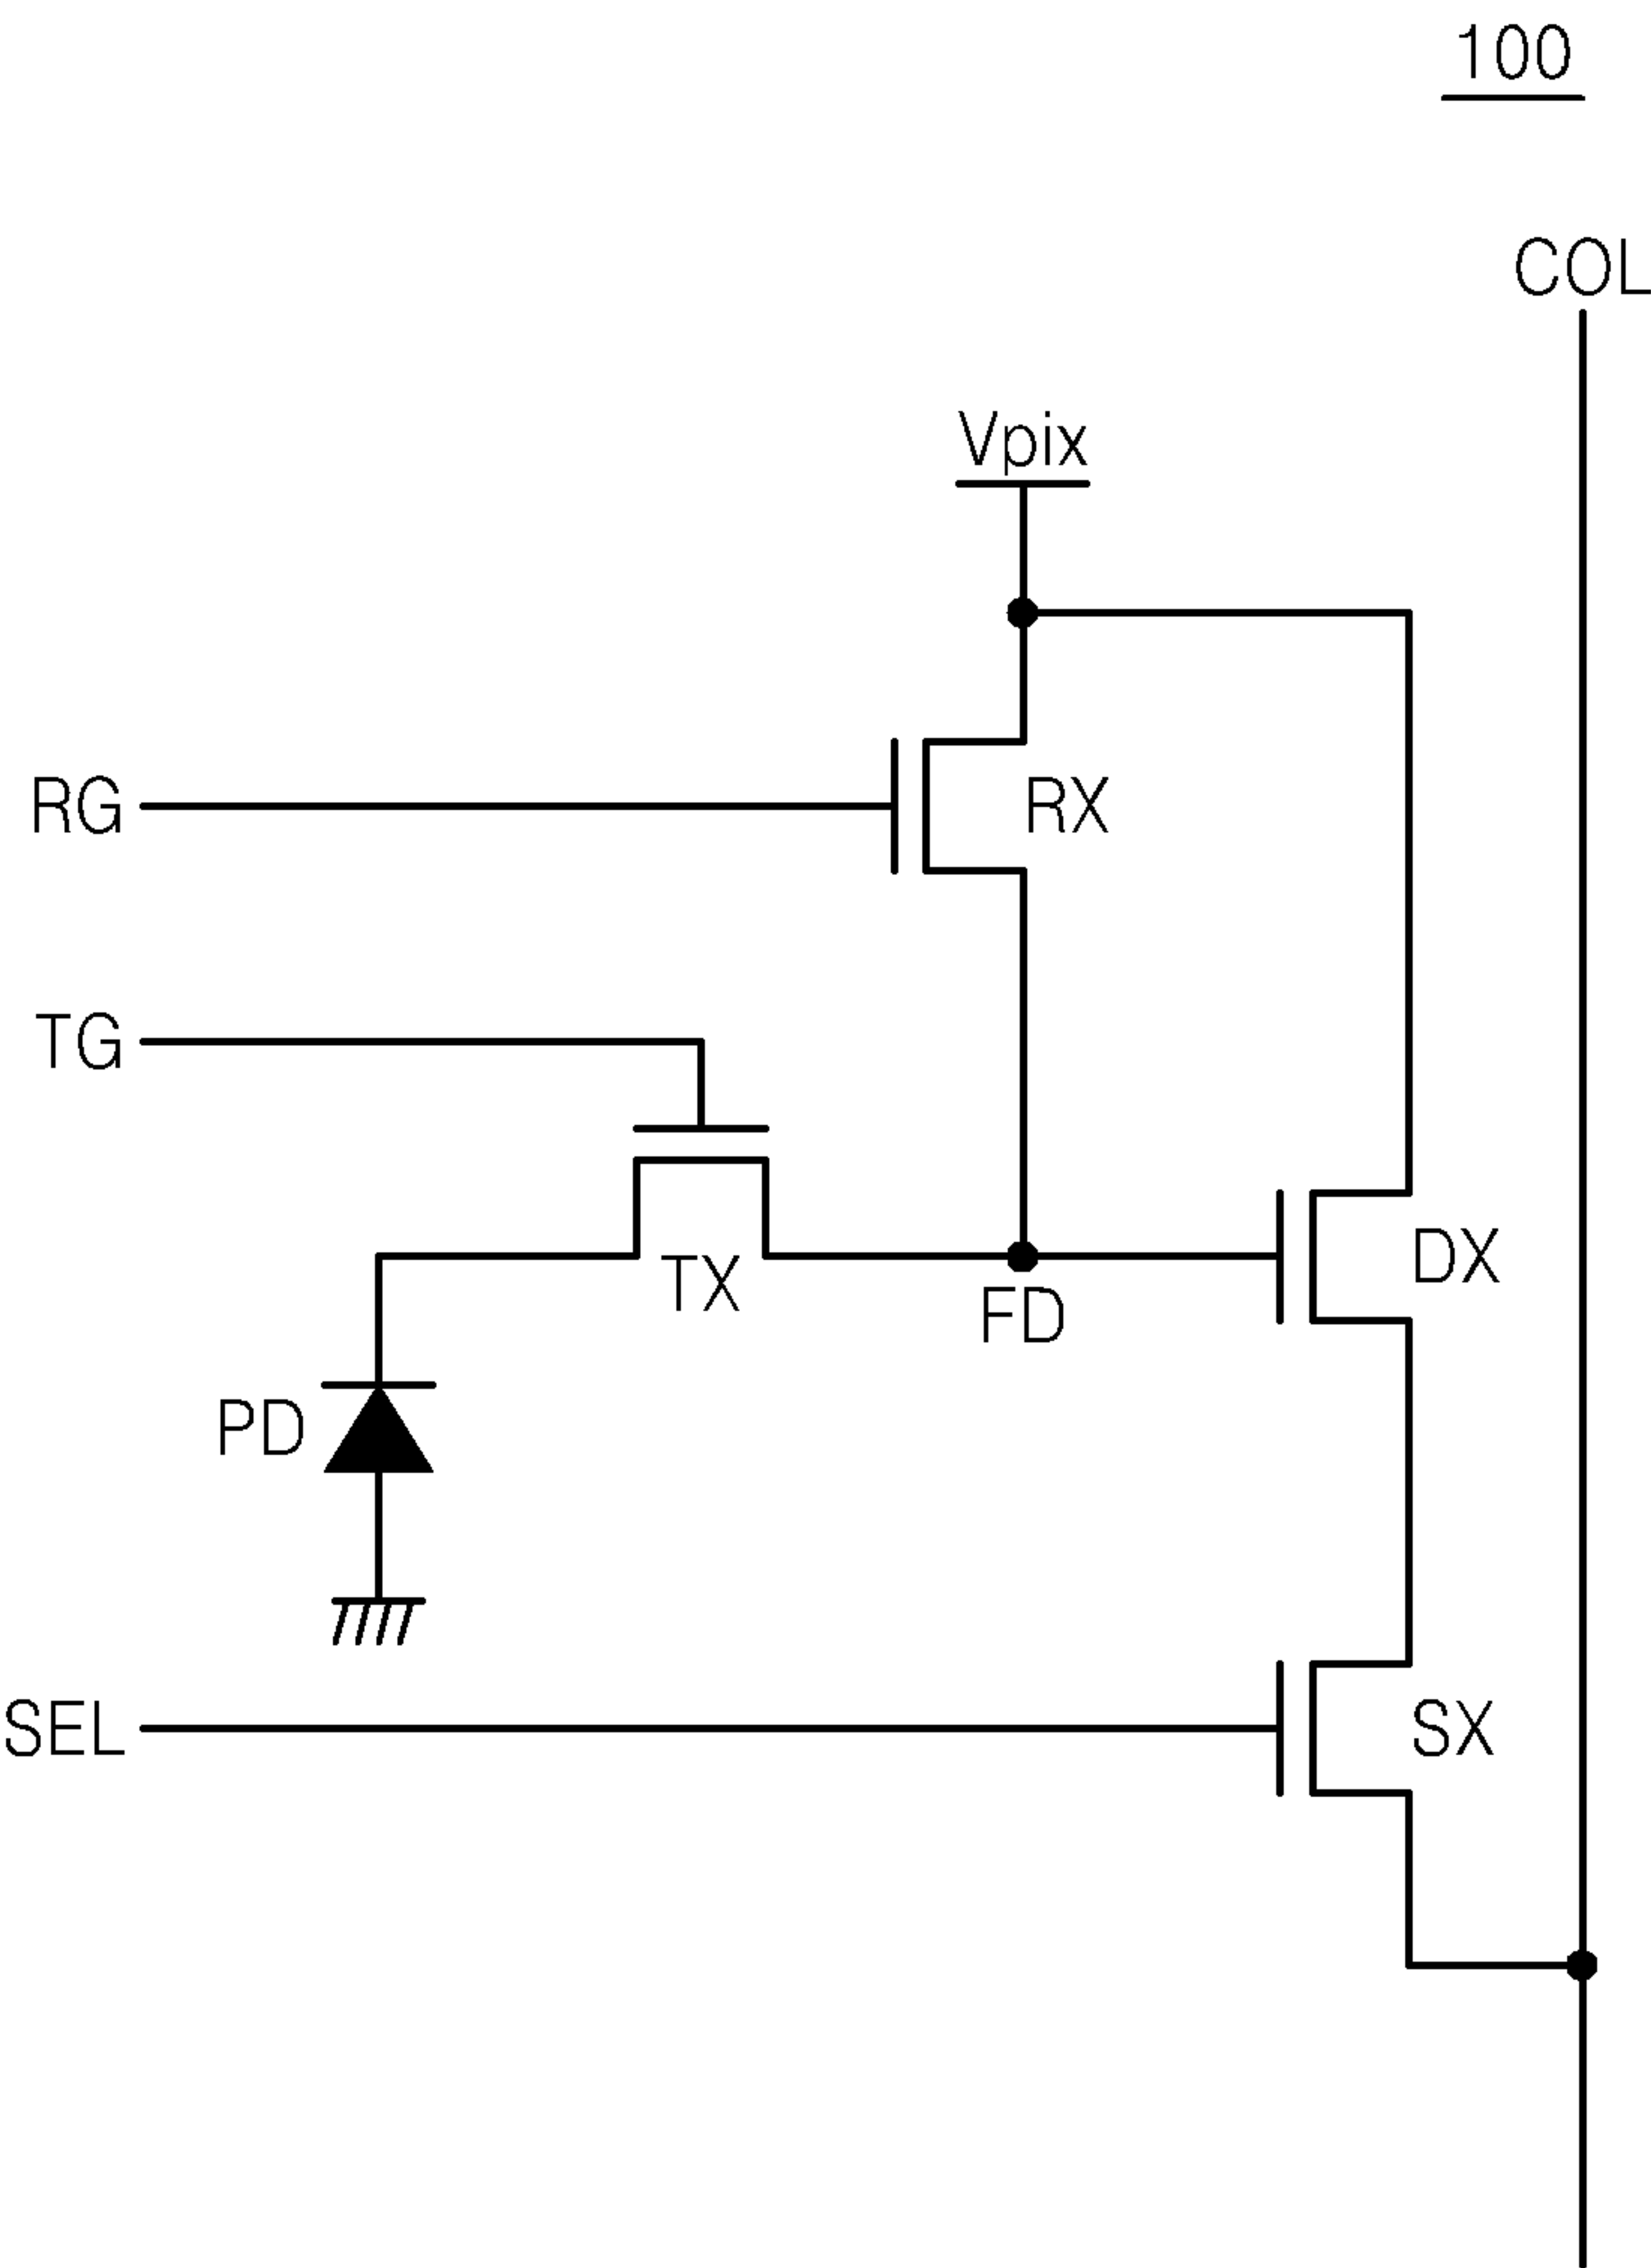 100
COL
Vpix
RG
RX
TG
TX
FD
DX
PD
SEL
SX